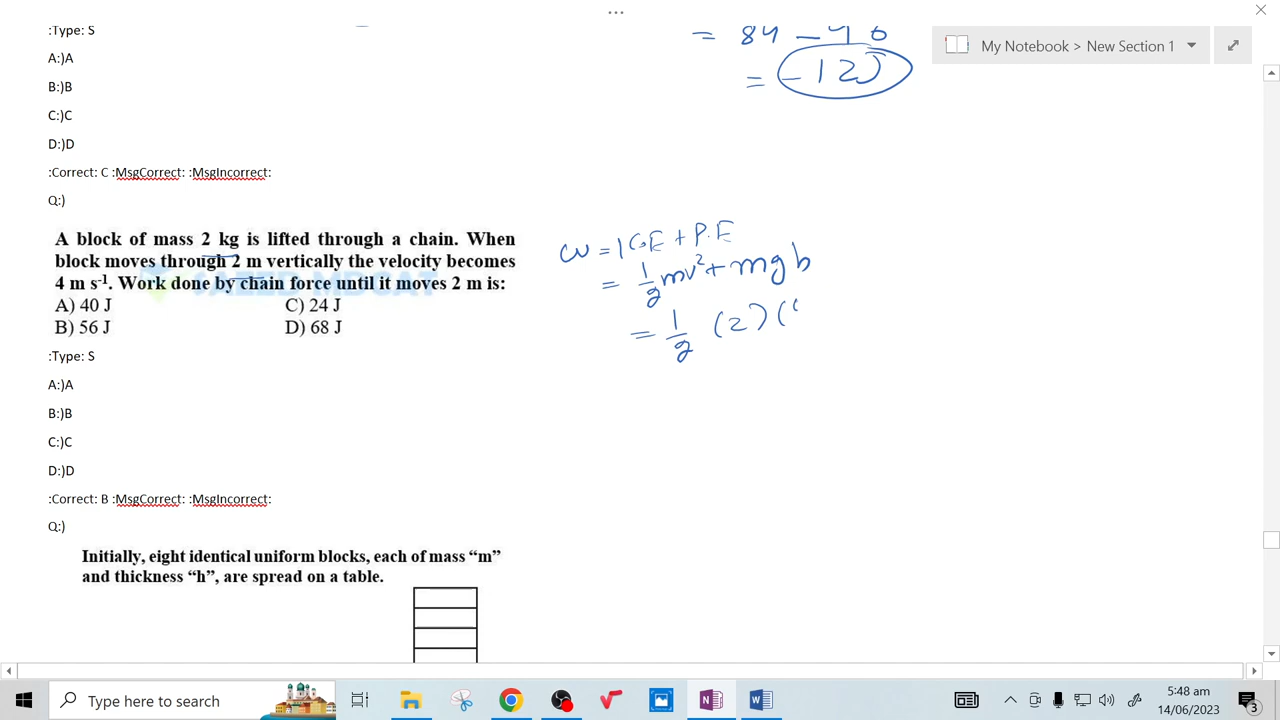 :Type: S
A:)A
B:)B
C:)C
D:)D
:Correct: C :MsgCorrect: :MsgIncorrect:
Q:)
A block of mass 2 kg is lifted through a chain. When
block moves through 2 m vertically the velocity becomes
4 m s⁻¹. Work done by chain force until it moves 2 m is:
A) 40 J C) 24 J
B) 56 J D) 68 J
:Type: S
A:)A
B:)B
C:)C
D:)D
:Correct: B :MsgCorrect: :MsgIncorrect:
Q:)
Initially, eight identical uniform blocks, each of mass “m”
and thickness “h”, are spread on a table.
= -12J
W = K.E + P.E
= 1/2 mv² + mgh
= 1/2 (2)(
My Notebook > New Section 1
Type here to search
5:48 am
14/06/2023
3